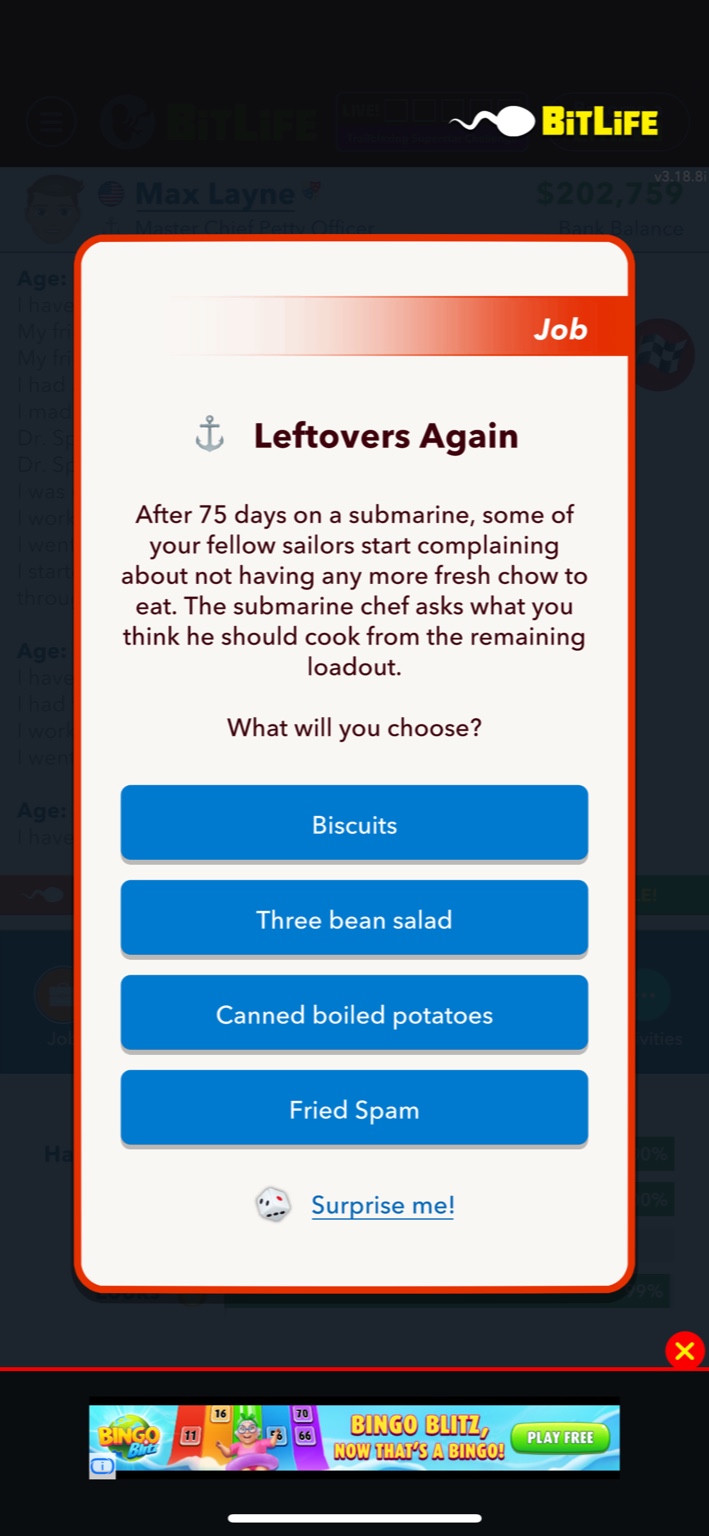 BITLIFE
v3.18.8i
Max Layne
$202,759
Master Chief Petty Officer
Bank Balance
Job
Age:
Leftovers Again
After 75 days on a submarine, some of
your fellow sailors start complaining
about not having any more fresh chow to
eat. The submarine chef asks what you
think he should cook from the remaining
loadout.
What will you choose?
Biscuits
Three bean salad
Canned boiled potatoes
Fried Spam
Surprise me!
BINGO
Blitz
16
11
70
66
BINGO BLITZ,
NOW THAT'S A BINGO!
PLAY FREE